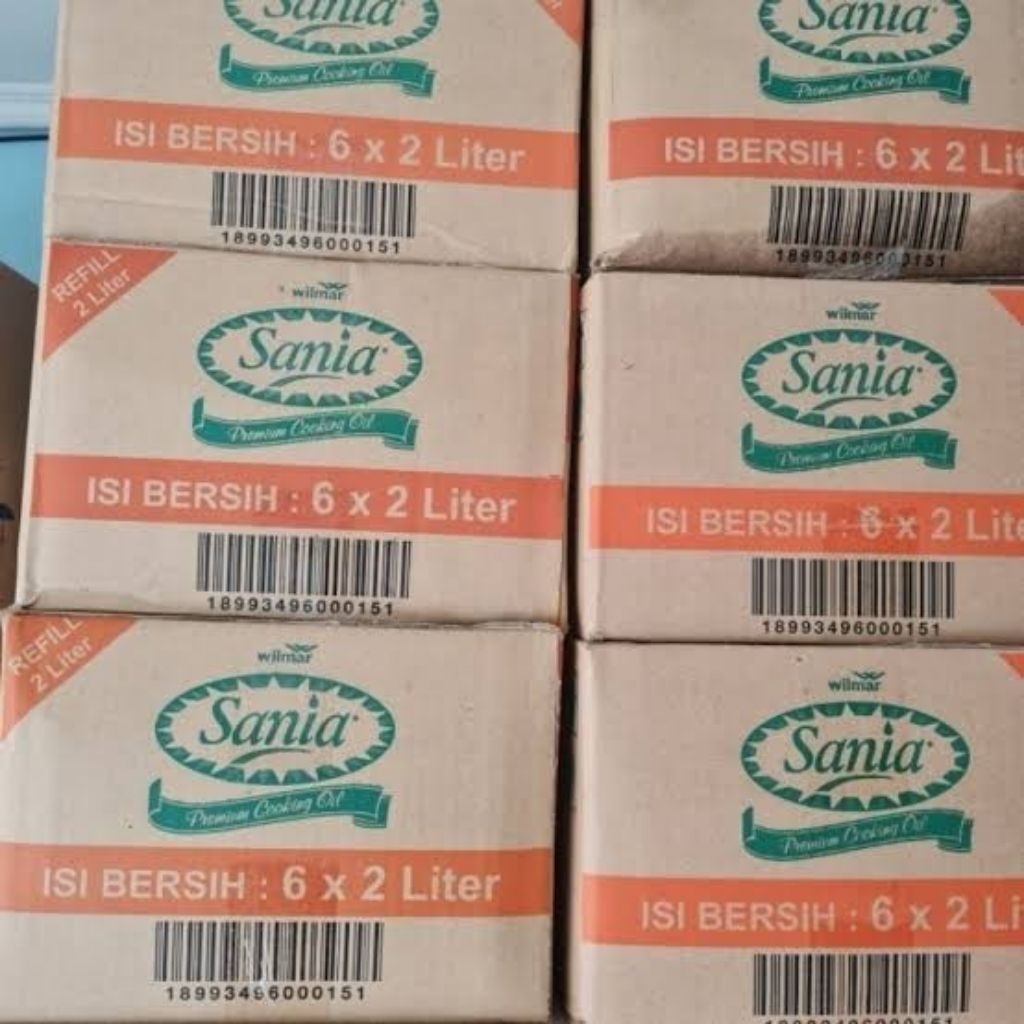 Sania
Premium Cooking Oil
ISI BERSIH : 6 x 2 Liter
18993496000151
Sania
Premium Cooking Oil
ISI BERSIH : 6 x 2 Lit
18993496000151
REFILL
2 Liter
wilmar
Sania
Premium Cooking Oil
ISI BERSIH : 6 x 2 Liter
18993496000151
wilmar
Sania
Premium Cooking Oil
ISI BERSIH : 6 x 2 Lite
18993496000151
REFILL
2 Liter
wilmar
Sania
Premium Cooking Oil
ISI BERSIH : 6 x 2 Liter
18993496000151
wilmar
Sania
Premium Cooking Oil
ISI BERSIH : 6 x 2 Li